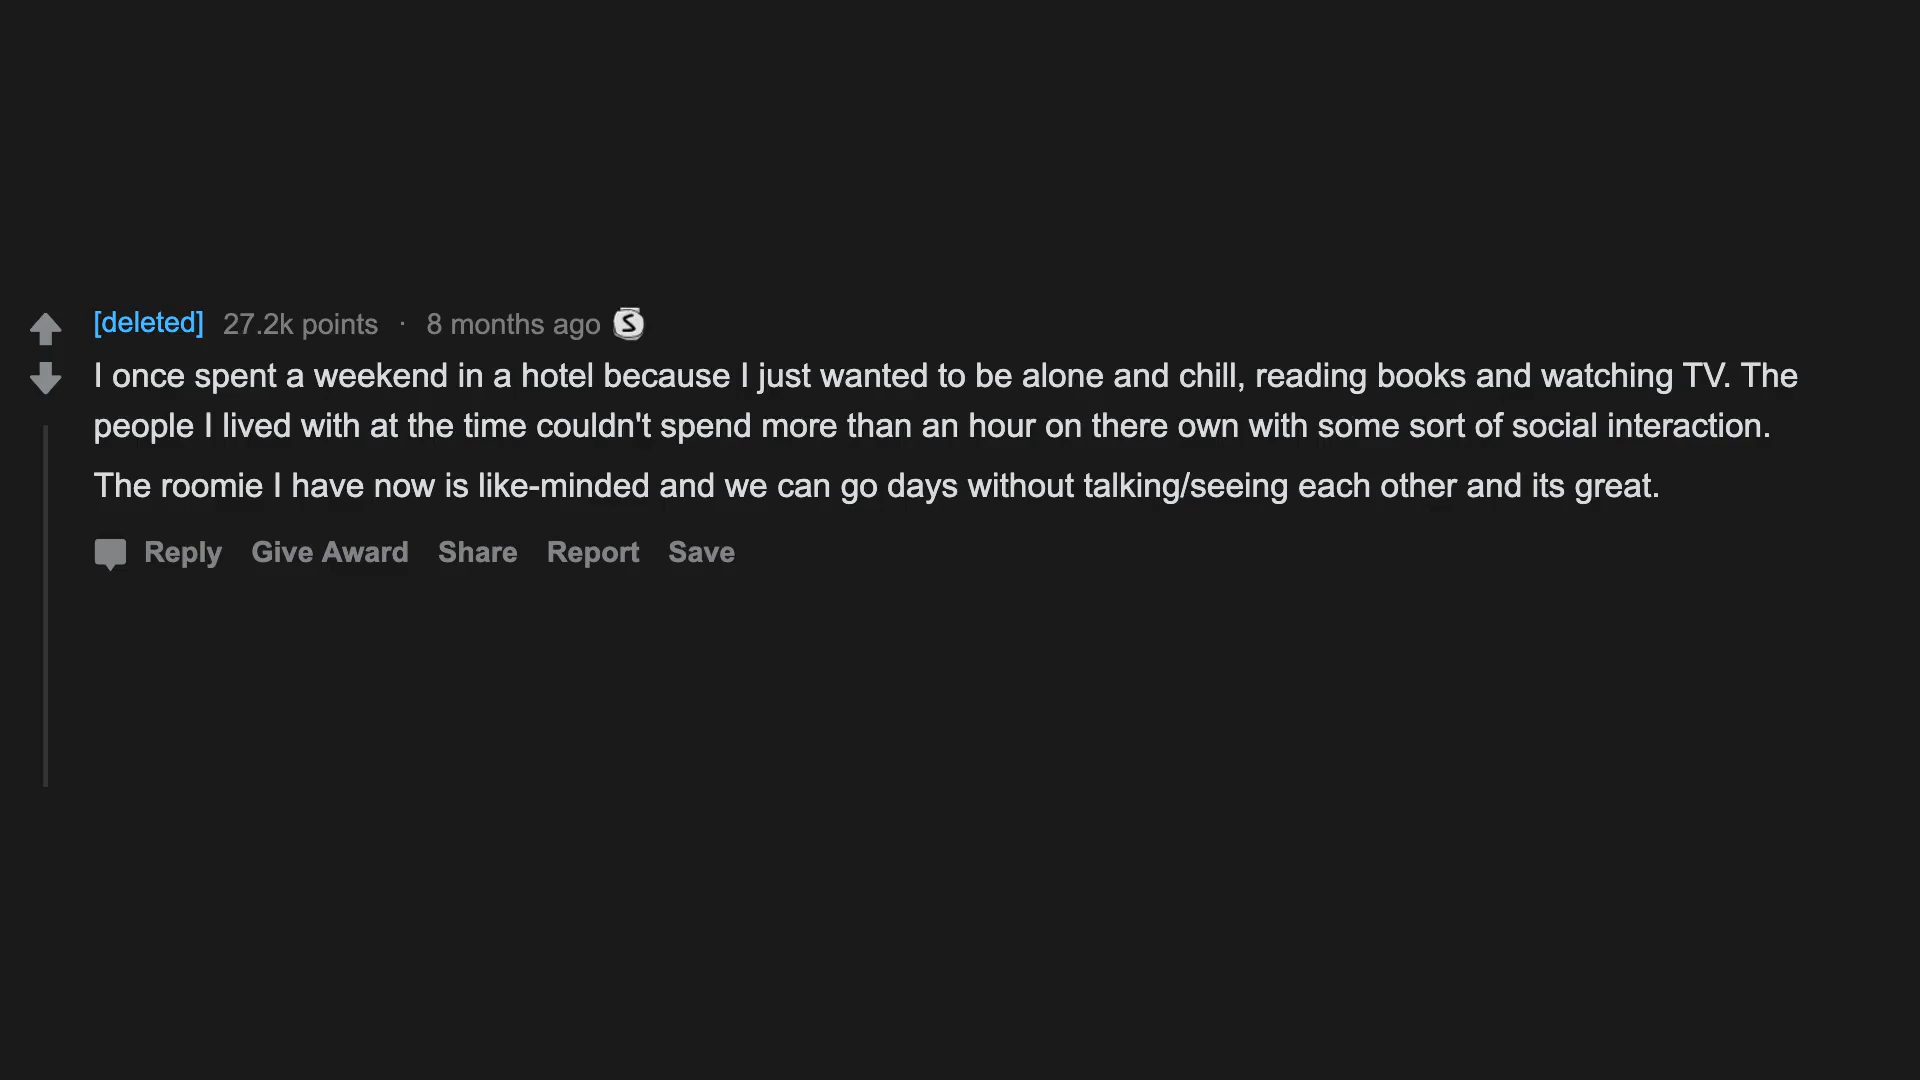 [deleted] 27.2k points · 8 months ago S
I once spent a weekend in a hotel because I just wanted to be alone and chill, reading books and watching TV. The
people I lived with at the time couldn't spend more than an hour on there own with some sort of social interaction.
The roomie I have now is like-minded and we can go days without talking/seeing each other and its great.
Reply Give Award Share Report Save